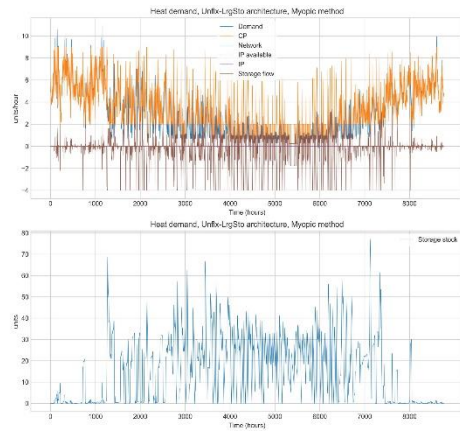 Heat demand, Unfix-LrgSto architecture, Myopic method
Demand
CP
Network
IP available
IP
Storage flow
units/hour
10
8
6
4
2
0
−2
−4
0 1000 2000 3000 4000 5000 6000 7000 8000
Time (hours)
Heat demand, Unfix-LrgSto architecture, Myopic method
Storage stock
units
80
70
60
50
40
30
20
10
0
0 1000 2000 3000 4000 5000 6000 7000 8000
Time (hours)